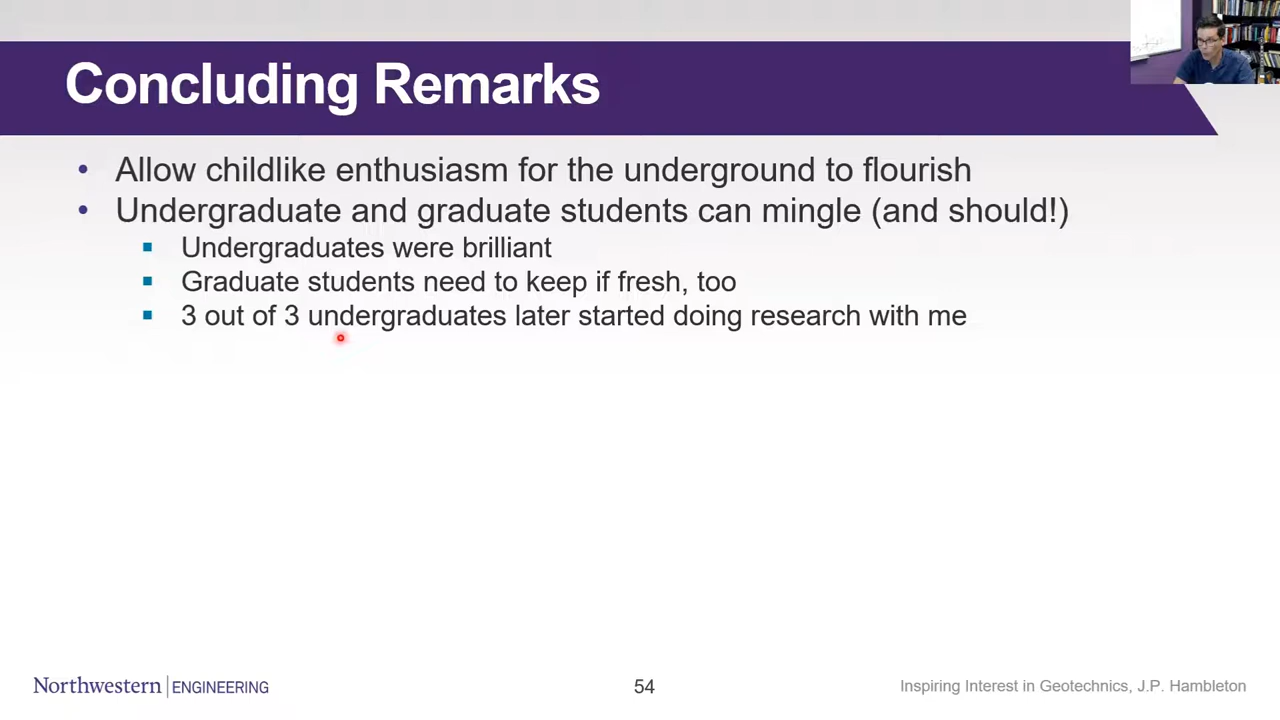 Concluding Remarks
• Allow childlike enthusiasm for the underground to flourish
• Undergraduate and graduate students can mingle (and should!)
▪ Undergraduates were brilliant
▪ Graduate students need to keep if fresh, too
▪ 3 out of 3 undergraduates later started doing research with me
Northwestern | ENGINEERING
54
Inspiring Interest in Geotechnics, J.P. Hambleton